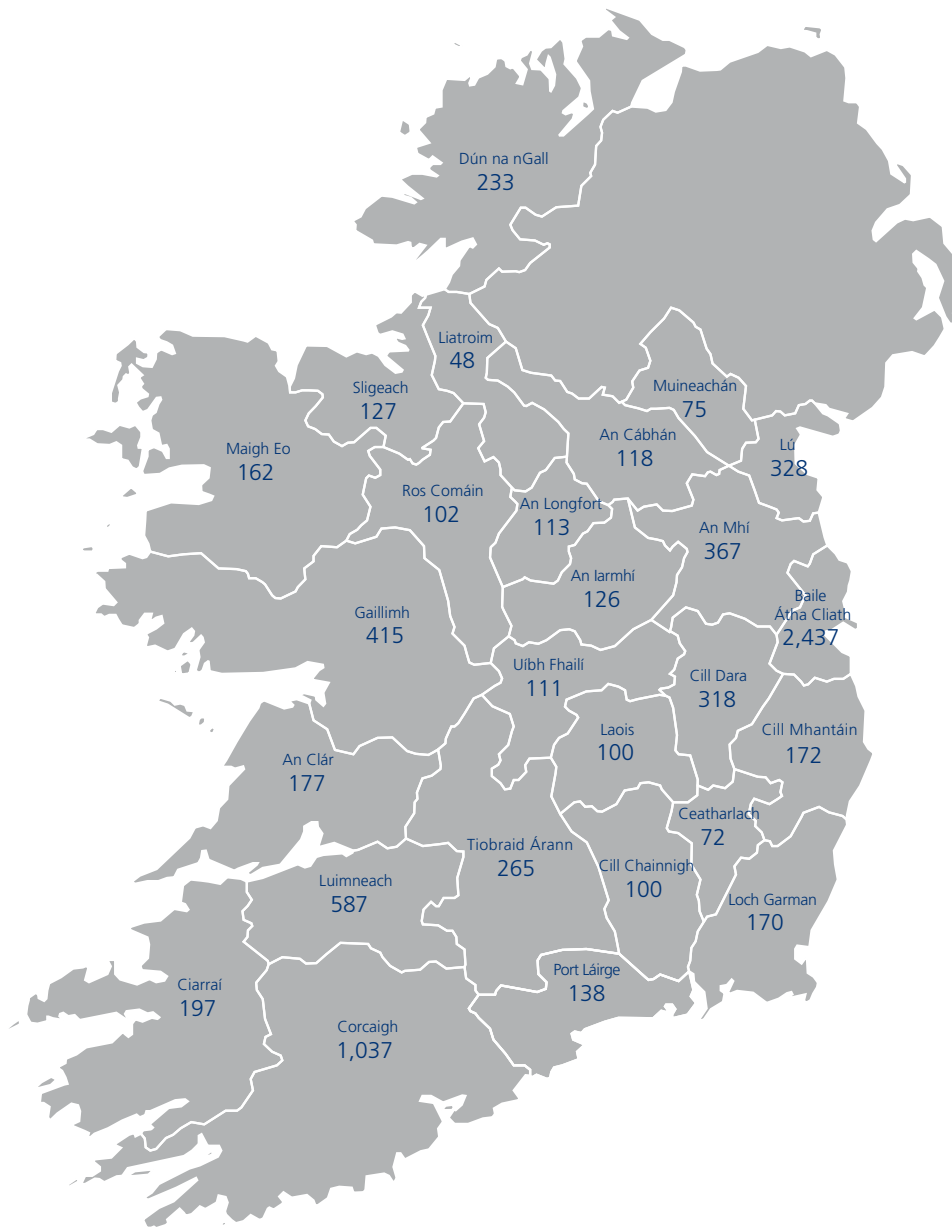 Dún na nGall
233
Liatroim
48
Sligeach
127
Muineachán
75
An Cábhán
118
Lú
328
Maigh Eo
162
Ros Comáin
102
An Longfort
113
An Mhí
367
An Iarmhí
126
Baile
Átha Cliath
2,437
Gaillimh
415
Uíbh Fhailí
111
Cill Dara
318
Laois
100
Cill Mhantáin
172
An Clár
177
Ceatharlach
72
Tiobraid Árann
265
Cill Chainnigh
100
Luimneach
587
Loch Garman
170
Port Láirge
138
Ciarraí
197
Corcaigh
1,037